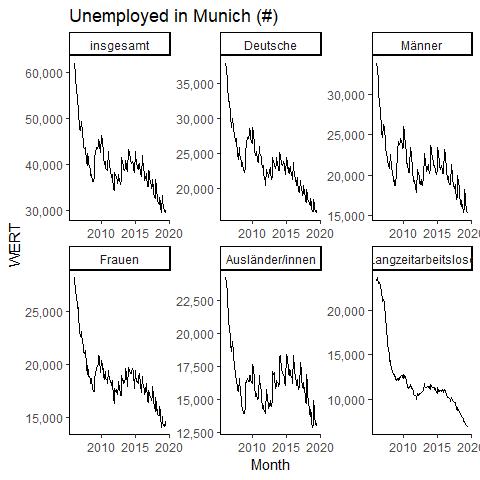 Unemployed in Munich (#)
insgesamt
Deutsche
Männer
60,000
50,000
40,000
30,000
35,000
30,000
25,000
20,000
30,000
25,000
20,000
15,000
2010 2015 2020
2010 2015 2020
2010 2015 2020
WERT
Frauen
Ausländer/innen
Langzeitarbeitslose
25,000
20,000
15,000
22,500
20,000
17,500
15,000
12,500
20,000
15,000
10,000
2010 2015 2020
2010 2015 2020
2010 2015 2020
Month